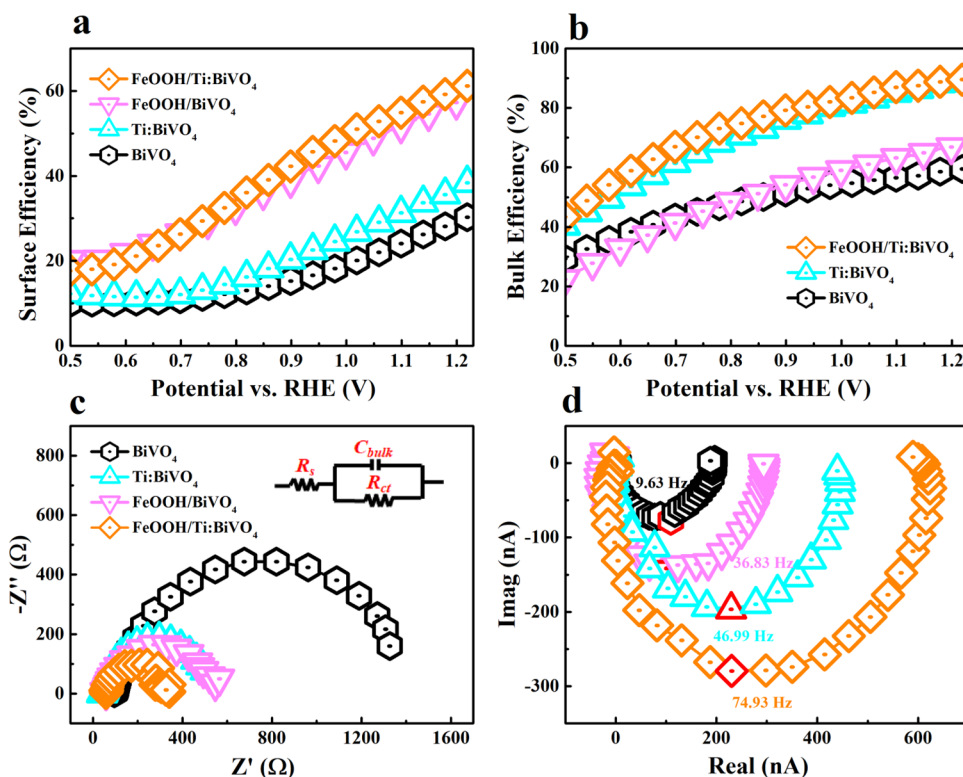 a
Surface Efficiency (%)
60
40
20
0
FeOOH/Ti:BiVO4
FeOOH/BiVO4
Ti:BiVO4
BiVO4
0.5 0.6 0.7 0.8 0.9 1.0 1.1 1.2
Potential vs. RHE (V)
b
Bulk Efficiency (%)
100
80
60
40
20
0
FeOOH/Ti:BiVO4
Ti:BiVO4
BiVO4
0.5 0.6 0.7 0.8 0.9 1.0 1.1 1.2
Potential vs. RHE (V)
c
-Z'' (Ω)
800
600
400
200
0
BiVO4
Ti:BiVO4
FeOOH/BiVO4
FeOOH/Ti:BiVO4
Rs
Cbulk
Rct
0 400 800 1200 1600
Z' (Ω)
d
Imag (nA)
0
-100
-200
-300
9.63 Hz
36.83 Hz
46.99 Hz
74.93 Hz
0 200 400 600
Real (nA)